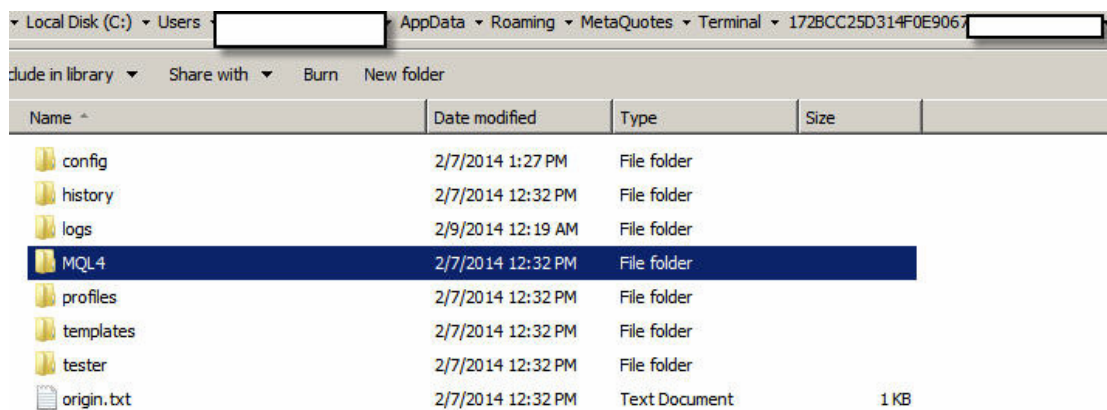 Local Disk (C:) Users AppData Roaming MetaQuotes Terminal 172BCC25D314F0E9067
clude in library Share with Burn New folder
Name Date modified Type Size
config 2/7/2014 1:27 PM File folder
history 2/7/2014 12:32 PM File folder
logs 2/9/2014 12:19 AM File folder
MQL4 2/7/2014 12:32 PM File folder
profiles 2/7/2014 12:32 PM File folder
templates 2/7/2014 12:32 PM File folder
tester 2/7/2014 12:32 PM File folder
origin.txt 2/7/2014 12:32 PM Text Document 1 KB